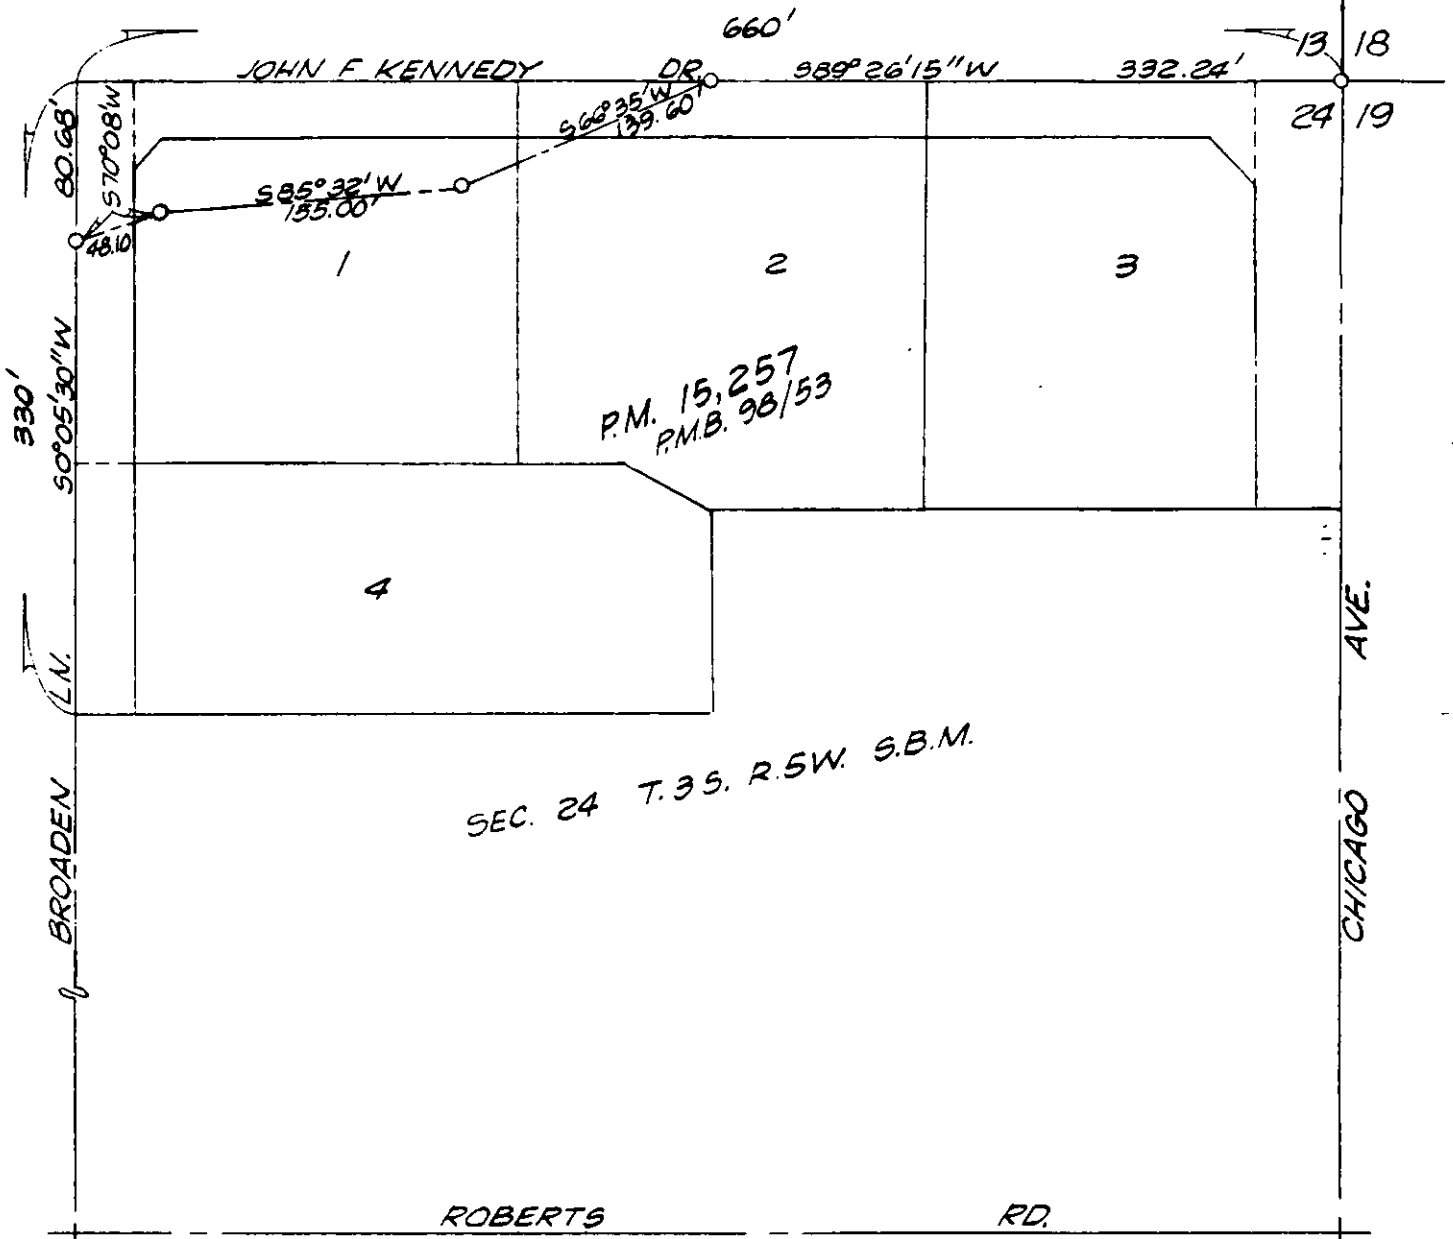 660'
13 18
JOHN F KENNEDY DR. S89°26'15"W 332.24'
24 19
80.68'
S70°08'W
S66°35'W
139.60'
S85°32'W
155.00'
48.10
1
2
3
330'
S0°05'30"W
P.M. 15,257
P.M.B. 98/53
4
LN.
AVE.
SEC. 24 T.3S. R.5W. S.B.M.
BROADEN
CHICAGO
ROBERTS RD.